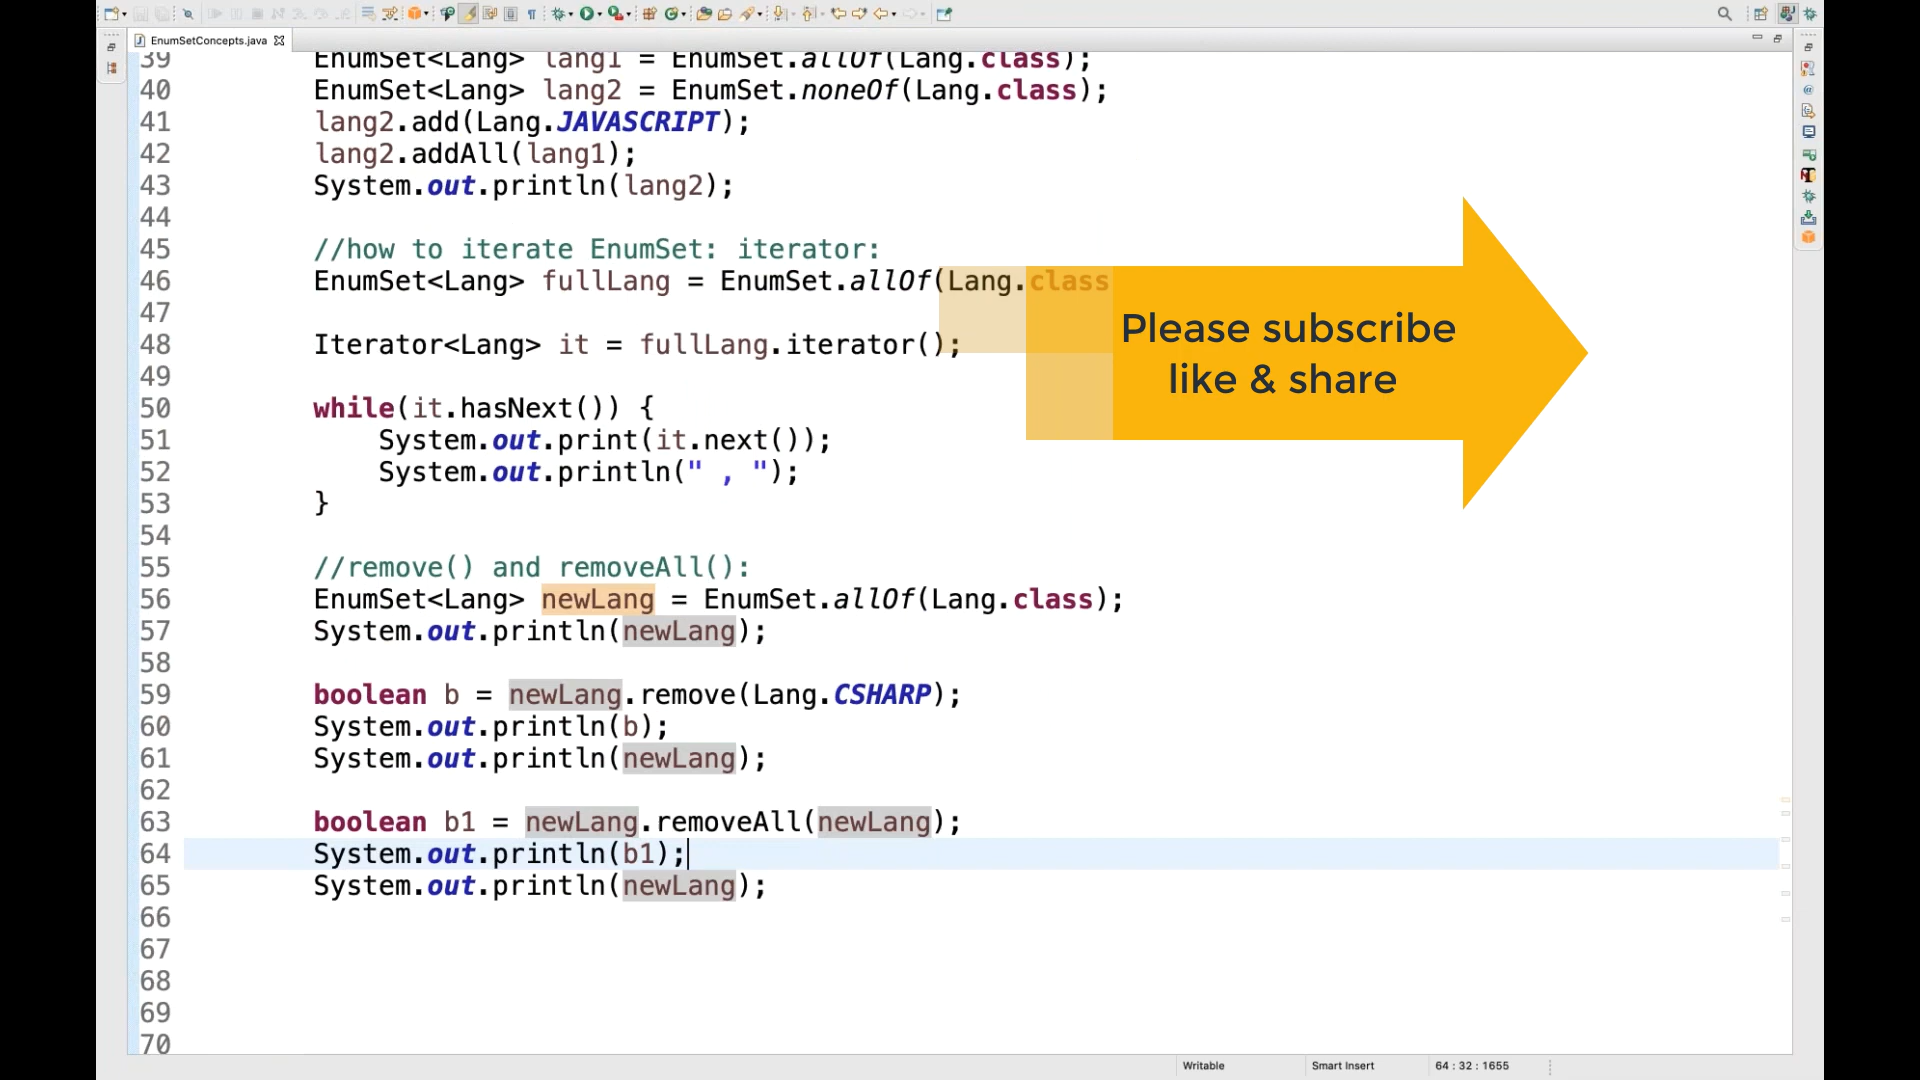 EnumSetConcepts.java
39 EnumSet<Lang> lang1 = EnumSet.allOf(Lang.class);
40 EnumSet<Lang> lang2 = EnumSet.noneOf(Lang.class);
41 lang2.add(Lang.JAVASCRIPT);
42 lang2.addAll(lang1);
43 System.out.println(lang2);
44
45 //how to iterate EnumSet: iterator:
46 EnumSet<Lang> fullLang = EnumSet.allOf(Lang.class
47
48 Iterator<Lang> it = fullLang.iterator();
49
50 while(it.hasNext()) {
51 System.out.print(it.next());
52 System.out.println(" , ");
53 }
54
55 //remove() and removeAll():
56 EnumSet<Lang> newLang = EnumSet.allOf(Lang.class);
57 System.out.println(newLang);
58
59 boolean b = newLang.remove(Lang.CSHARP);
60 System.out.println(b);
61 System.out.println(newLang);
62
63 boolean b1 = newLang.removeAll(newLang);
64 System.out.println(b1);
65 System.out.println(newLang);
66
67
68
69
70
Please subscribe
like & share
Writable Smart Insert 64 : 32 : 1655